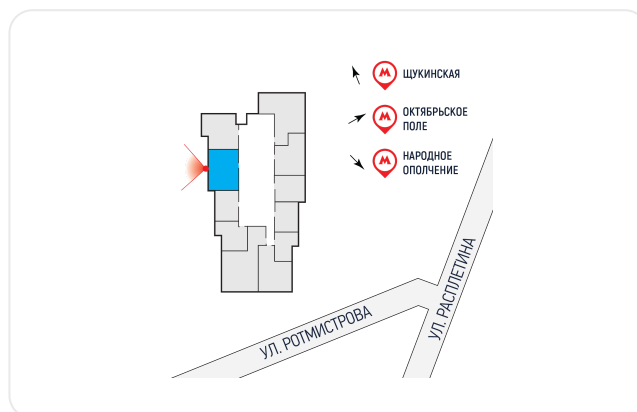 М ЩУКИНСКАЯ
М ОКТЯБРЬСКОЕ
ПОЛЕ
М НАРОДНОЕ
ОПОЛЧЕНИЕ
УЛ. РАСПЛЕТИНА
УЛ. РОТМИСТРОВА